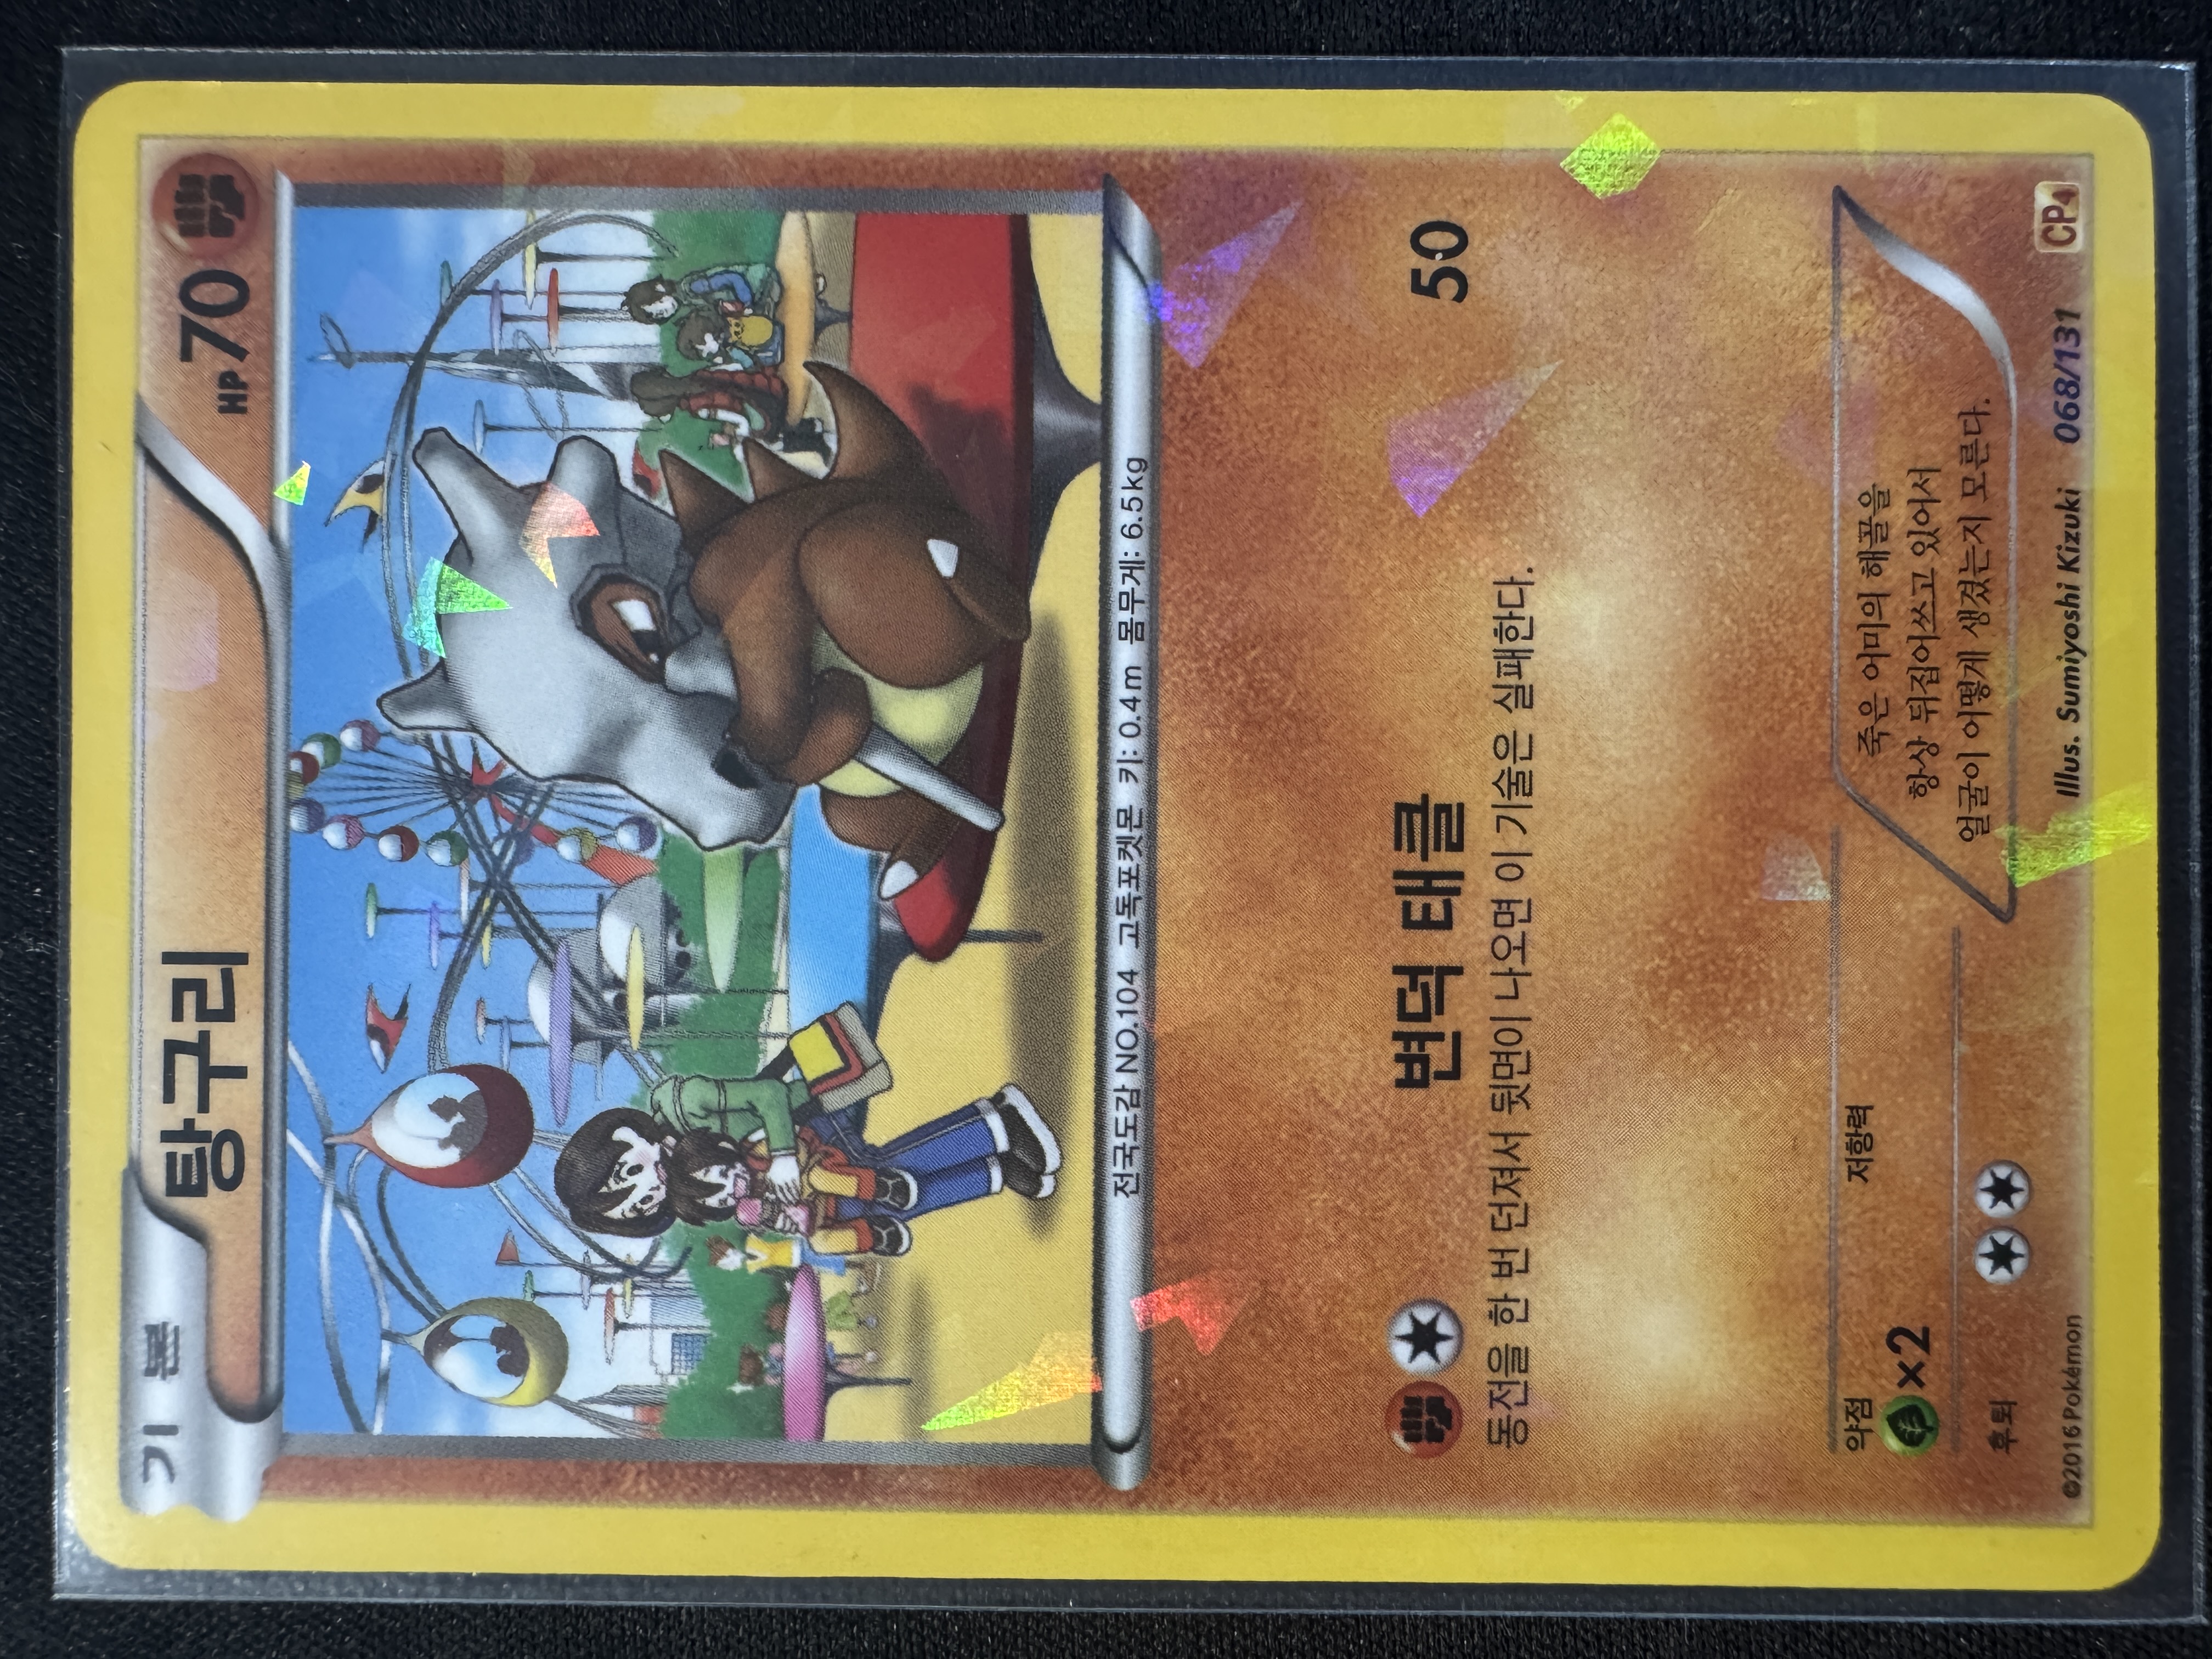 기본
탕구리
HP70
전국도감 NO.104 고독포켓몬 키: 0.4m 몸무게: 6.5kg
변덕 태클 50
동전을 한 번 던져서 뒷면이 나오면 이 기술은 실패한다.
약점 저항력
×2
후퇴
죽은 어미의 해골을
항상 뒤집어쓰고 있어서
얼굴이 어떻게 생겼는지 모른다.
©2016 Pokémon
Illus. Sumiyoshi Kizuki 068/131 CP4